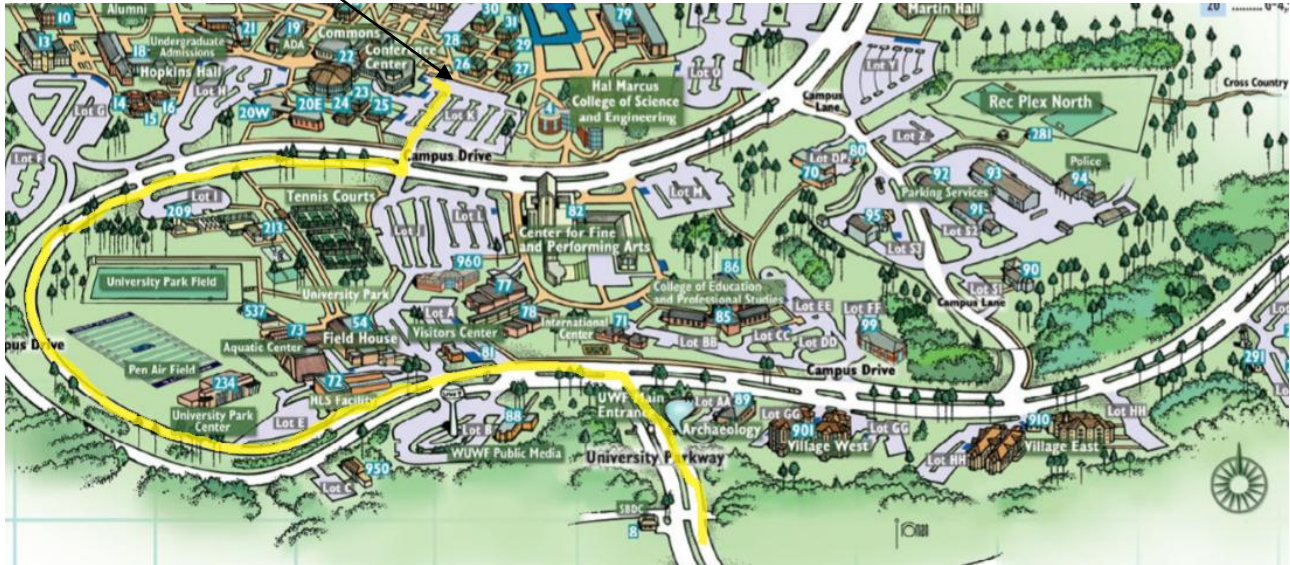 Alumni
10
13
18
21
Undergraduate
Admissions
Hopkins Hall
19
ADA
Commons
22
Conference
Center
23
20W
20E
24
25
28
26
30
31
29
27
79
Martin Hall
20 ......... G-4,
Lot G
14
15
16
Lot H
Lot K
4
Hal Marcus
College of Science
and Engineering
Lot Q
Lot Y
Campus
Lane
Rec Plex North
Cross Country
281
Lot Z
Lot F
Campus Drive
Lot DP
80
70
92
93
Police
94
Parking Services
91
95
Lot S2
Lot S3
Lot I
209
213
Tennis Courts
Lot J
Lot L
82
Center for Fine
and Performing Arts
Lot M
90
Lot S1
Campus Lane
University Park Field
University Park
960
77
78
86
College of Education
and Professional Studies
85
Lot EE
Lot FF
99
537
73
54
Field House
Aquatic Center
Lot A
Visitors Center
81
International
Center
71
Lot BB
Lot CC
Lot DD
Campus Drive
pus Drive
Pen Air Field
234
University Park
Center
72
HLS Facility
Lot E
Lot B
88
WUWF Public Media
950
Lot C
UWF Main
Entrance
Lot AA
89
Archaeology
Lot GG
901
Village West
Lot GG
910
Village East
Lot HH
Lot HH
291
University Parkway
SBDC
8